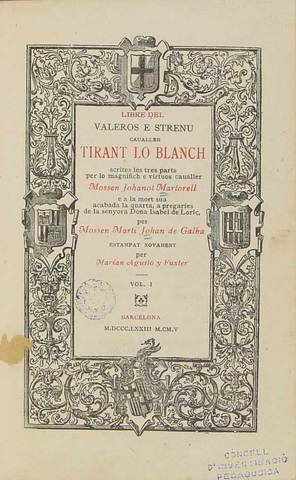 LIBRE DEL
VALEROS E STRENU
CAUALLER
TIRANT LO BLANCH
scrites les tres parts
per lo magnifich e virtuos caualler
Mossen Johanot Martorell
e a la mort sua
acabada la quarta, a pregaries
de la senyora Dona Isabel de Loriç,
per
Mossen Marti Johan de Galba
ESTAMPAT NOVAMENT
per
Marian Aguiló y Fuster
VOL. I
BARCELONA
M.DCCC.LXXIII M.CM.V
CONSELL
D'INVESTIGACIÓ
PEDAGÒGICA